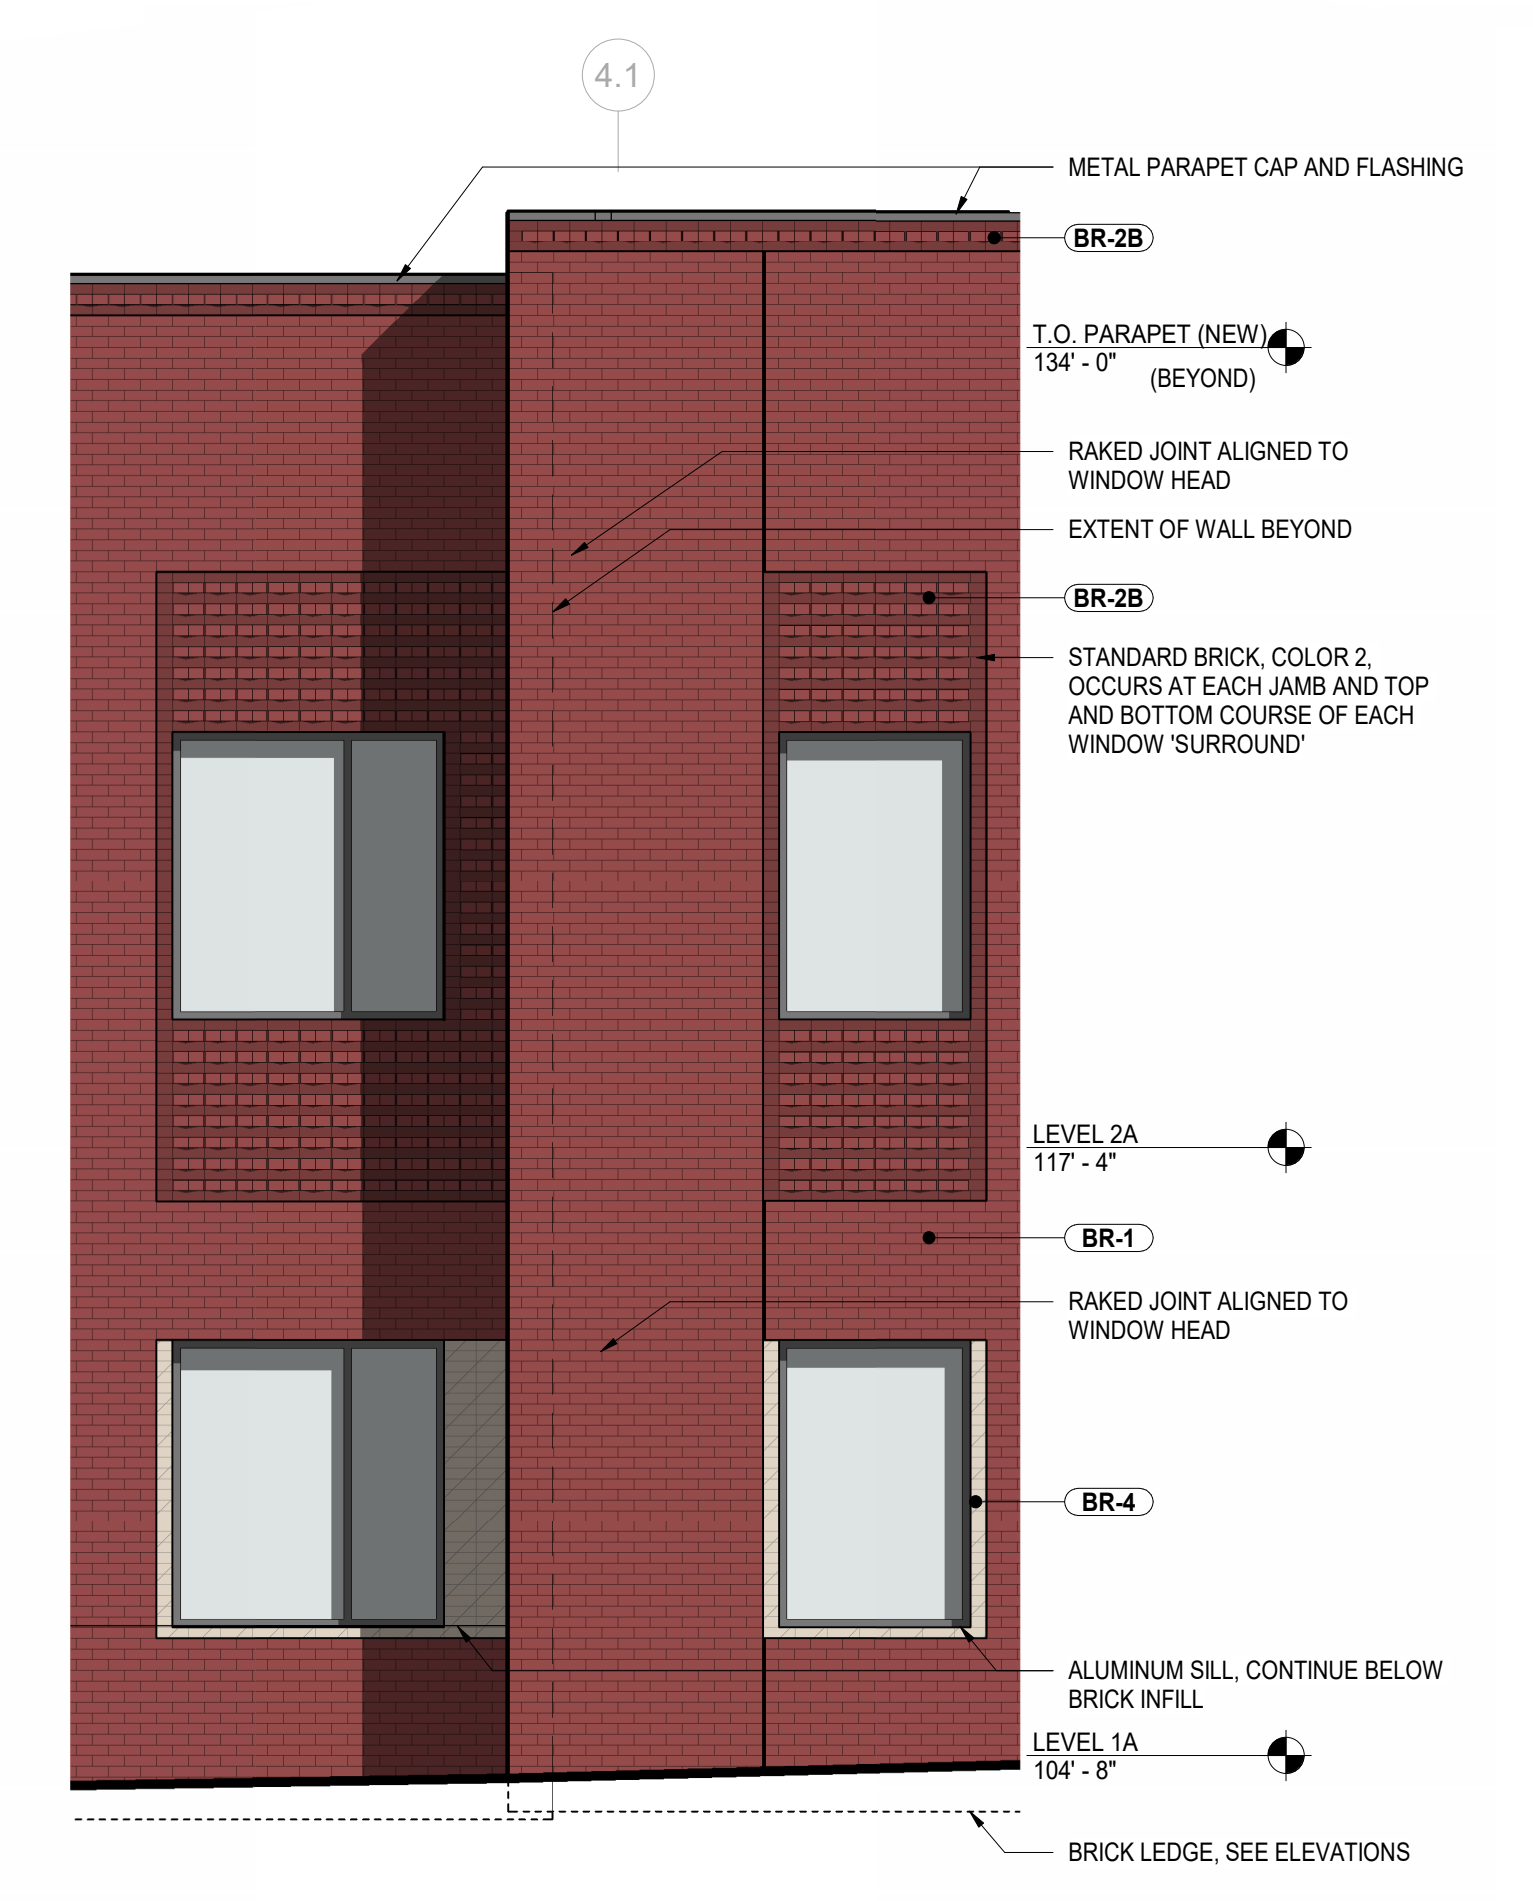 4.1
METAL PARAPET CAP AND FLASHING
BR-2B
T.O. PARAPET (NEW)
134' - 0"
(BEYOND)
RAKED JOINT ALIGNED TO
WINDOW HEAD
EXTENT OF WALL BEYOND
BR-2B
STANDARD BRICK, COLOR 2,
OCCURS AT EACH JAMB AND TOP
AND BOTTOM COURSE OF EACH
WINDOW 'SURROUND'
LEVEL 2A
117' - 4"
BR-1
RAKED JOINT ALIGNED TO
WINDOW HEAD
BR-4
ALUMINUM SILL, CONTINUE BELOW
BRICK INFILL
LEVEL 1A
104' - 8"
BRICK LEDGE, SEE ELEVATIONS